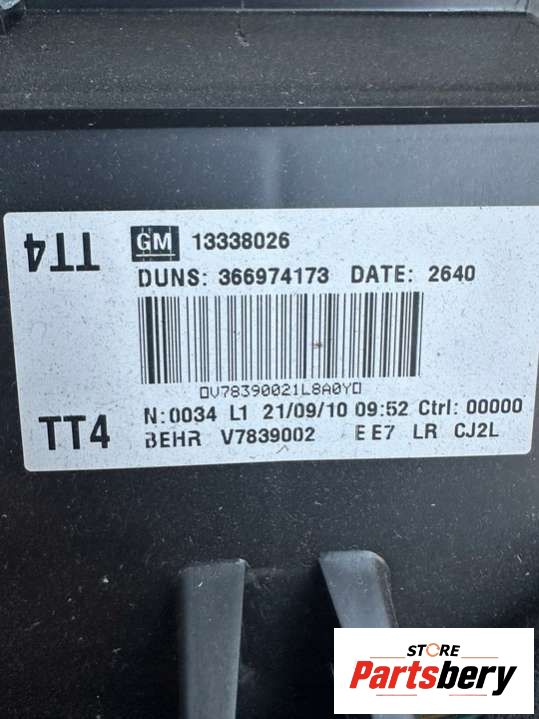 TT4 GM 13338026
DUNS: 366974173 DATE: 2640
V78390021L8A0Y
N:0034 L1 21/09/10 09:52 Ctrl: 00000
TT4 BEHR V7839002 E E7 LR CJ2L
STORE
Partsbery